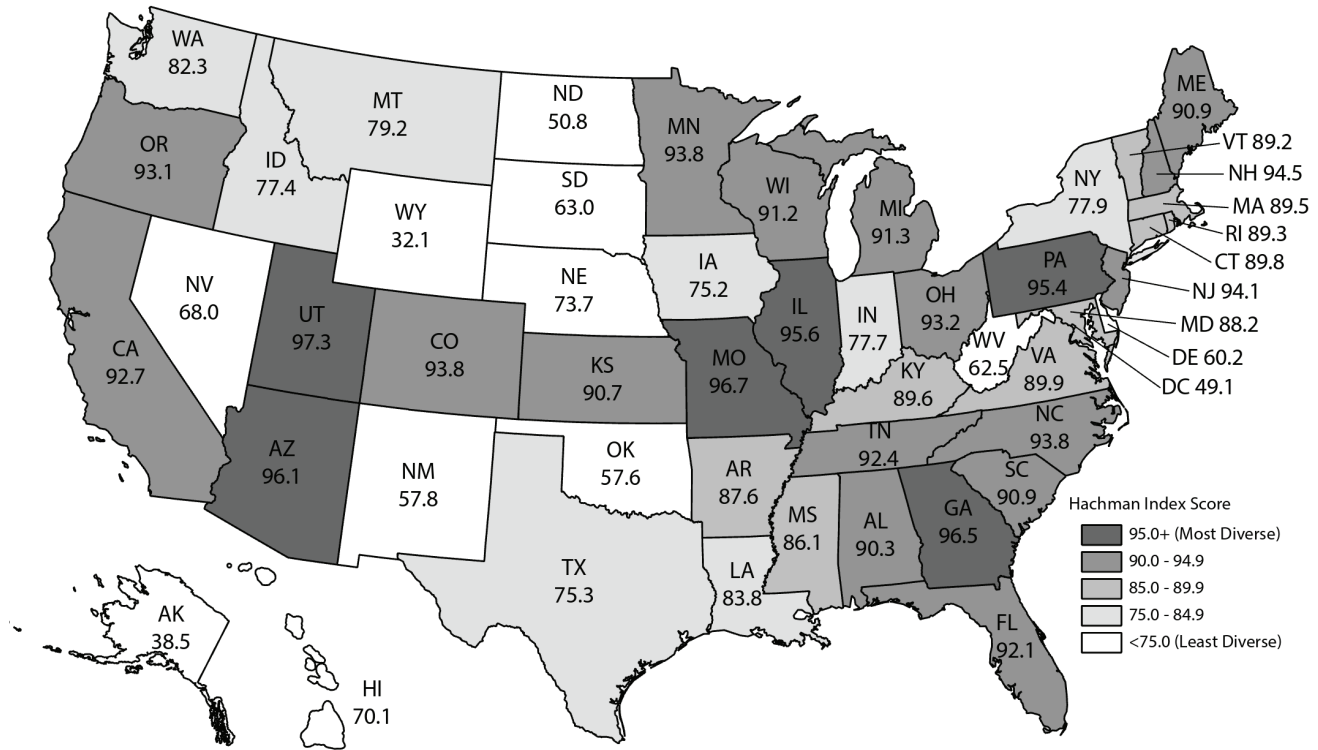 WA
82.3
MT
79.2
ND
50.8
MN
93.8
ME
90.9
OR
93.1
ID
77.4
SD
63.0
WI
91.2
MI
91.3
NY
77.9
VT 89.2
NH 94.5
MA 89.5
RI 89.3
CT 89.8
NJ 94.1
MD 88.2
DE 60.2
DC 49.1
WY
32.1
NE
73.7
IA
75.2
PA
95.4
NV
68.0
UT
97.3
CO
93.8
KS
90.7
MO
96.7
IL
95.6
IN
77.7
OH
93.2
WV
62.5
VA
89.9
KY
89.6
CA
92.7
AZ
96.1
NM
57.8
OK
57.6
AR
87.6
TN
92.4
NC
93.8
SC
90.9
MS
86.1
AL
90.3
GA
96.5
TX
75.3
LA
83.8
FL
92.1
AK
38.5
HI
70.1
Hachman Index Score
95.0+ (Most Diverse)
90.0 - 94.9
85.0 - 89.9
75.0 - 84.9
<75.0 (Least Diverse)